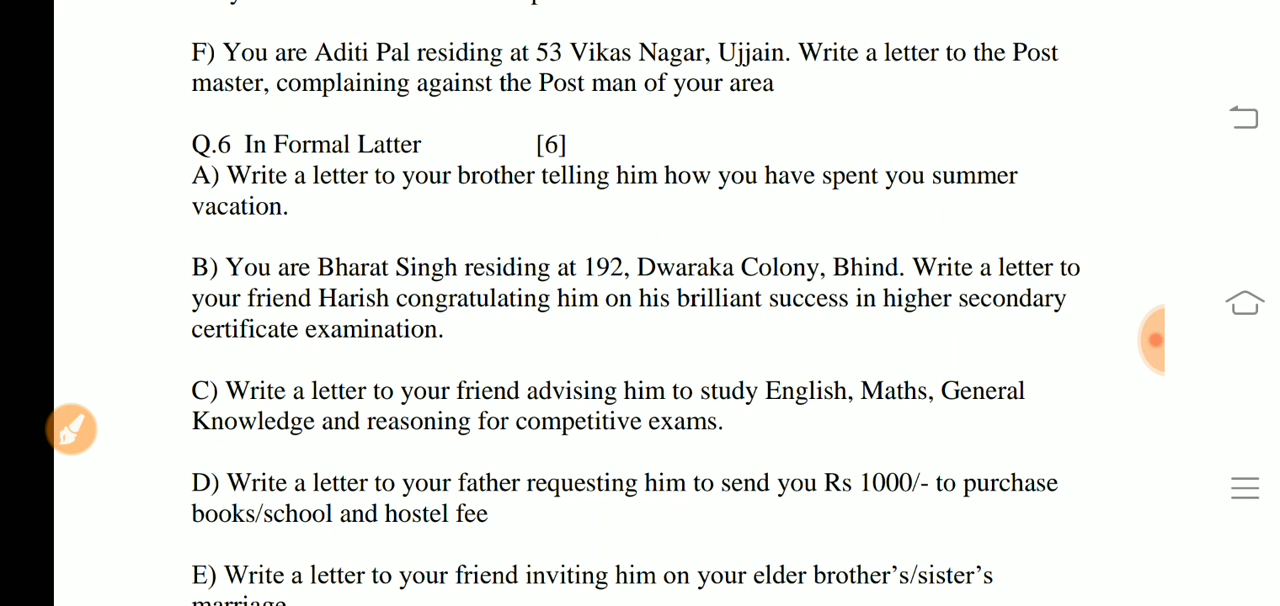 F) You are Aditi Pal residing at 53 Vikas Nagar, Ujjain. Write a letter to the Post
master, complaining against the Post man of your area
Q.6 In Formal Latter [6]
A) Write a letter to your brother telling him how you have spent you summer
vacation.
B) You are Bharat Singh residing at 192, Dwaraka Colony, Bhind. Write a letter to
your friend Harish congratulating him on his brilliant success in higher secondary
certificate examination.
C) Write a letter to your friend advising him to study English, Maths, General
Knowledge and reasoning for competitive exams.
D) Write a letter to your father requesting him to send you Rs 1000/- to purchase
books/school and hostel fee
E) Write a letter to your friend inviting him on your elder brother’s/sister’s
marriage